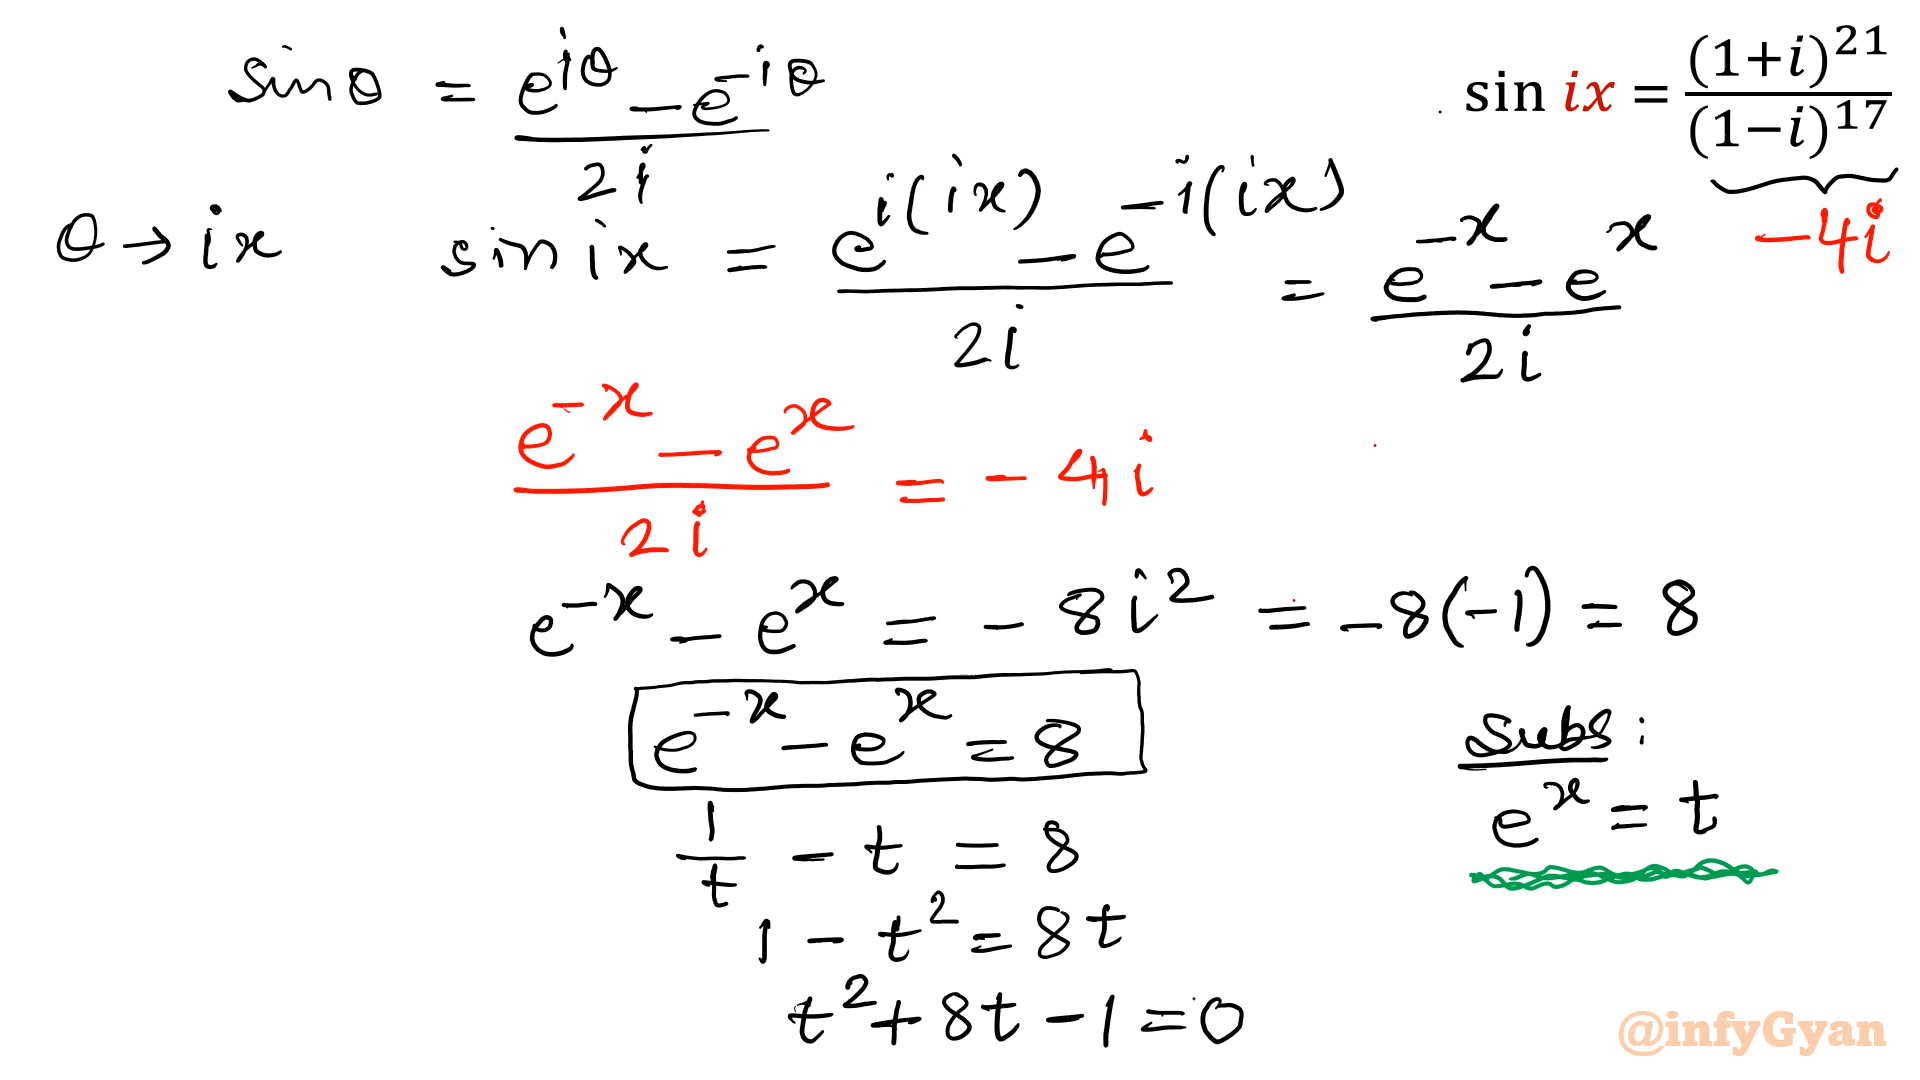 sin θ = (e^{iθ} − e^{−iθ}) / 2i
sin ix = (1+i)^{21} / (1−i)^{17}
−4i
θ → ix
sin ix = (e^{i(ix)} − e^{−i(ix)}) / 2i = (e^{−x} − e^{x}) / 2i
(e^{−x} − e^{x}) / 2i = −4i
e^{−x} − e^{x} = −8i² = −8(−1) = 8
e^{−x} − e^{x} = 8
Subs:
e^{x} = t
1/t − t = 8
1 − t² = 8t
t² + 8t − 1 = 0
@infyGyan